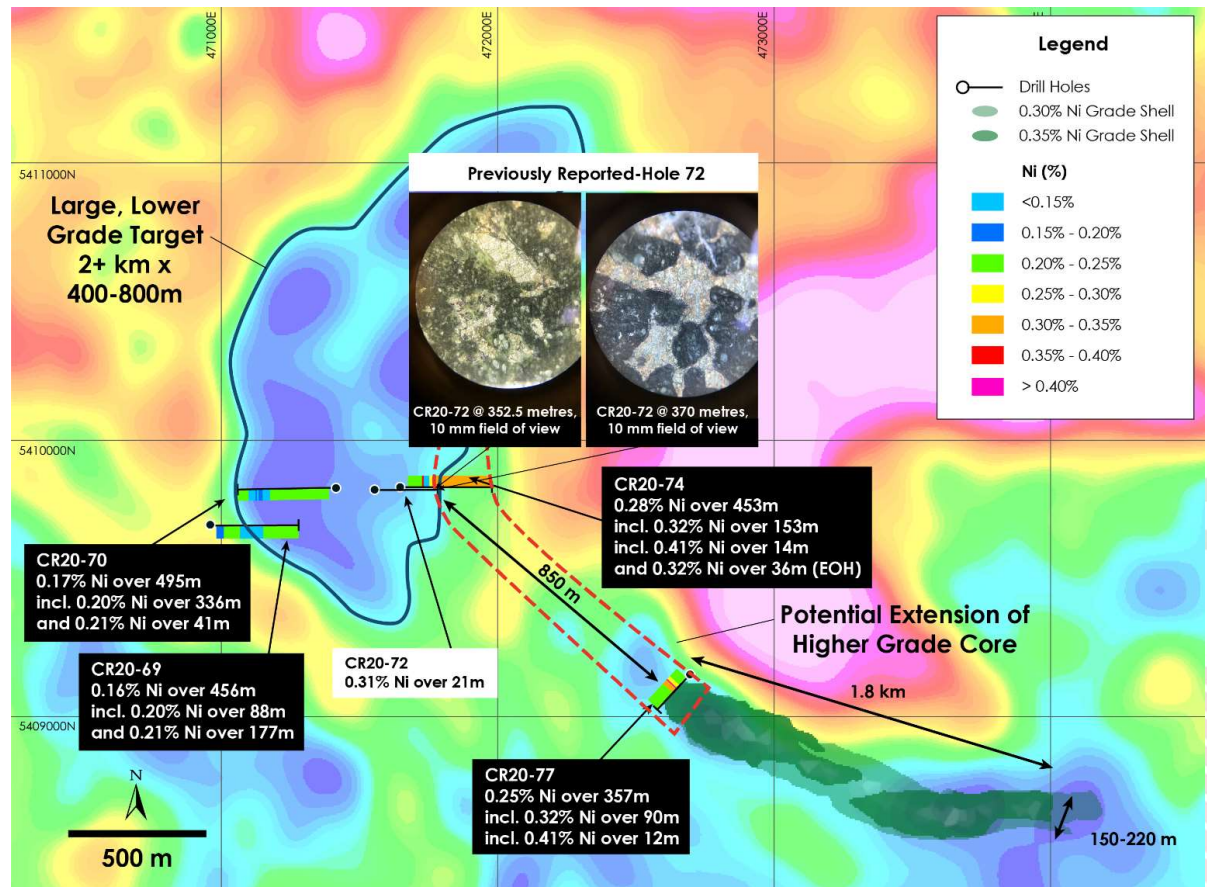 471000E
472000E
473000E
E
5411000N
5410000N
5409000N
Legend
Drill Holes
0.30% Ni Grade Shell
0.35% Ni Grade Shell
Ni (%)
<0.15%
0.15% - 0.20%
0.20% - 0.25%
0.25% - 0.30%
0.30% - 0.35%
0.35% - 0.40%
> 0.40%
Large, Lower
Grade Target
2+ km x
400-800m
Previously Reported-Hole 72
CR20-72 @ 352.5 metres,
10 mm field of view
CR20-72 @ 370 metres,
10 mm field of view
CR20-74
0.28% Ni over 453m
incl. 0.32% Ni over 153m
incl. 0.41% Ni over 14m
and 0.32% Ni over 36m (EOH)
CR20-70
0.17% Ni over 495m
incl. 0.20% Ni over 336m
and 0.21% Ni over 41m
850 m
Potential Extension of
Higher Grade Core
CR20-69
0.16% Ni over 456m
incl. 0.20% Ni over 88m
and 0.21% Ni over 177m
CR20-72
0.31% Ni over 21m
1.8 km
CR20-77
0.25% Ni over 357m
incl. 0.32% Ni over 90m
incl. 0.41% Ni over 12m
N
500 m
150-220 m